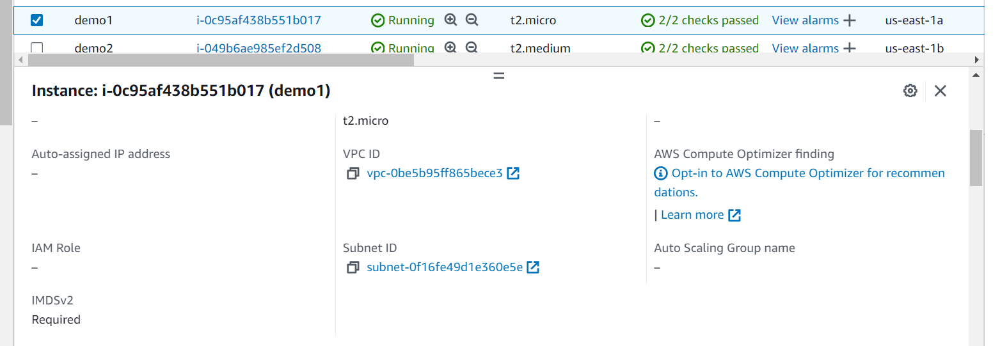 demo1 i-0c95af438b551b017 Running t2.micro 2/2 checks passed View alarms + us-east-1a
demo2 i-049b6ae985ef2d508 Running t2.medium 2/2 checks passed View alarms + us-east-1b
Instance: i-0c95af438b551b017 (demo1)
– t2.micro –
Auto-assigned IP address VPC ID AWS Compute Optimizer finding
– vpc-0be5b95ff865bece3 Opt-in to AWS Compute Optimizer for recommen
dations.
| Learn more
IAM Role Subnet ID Auto Scaling Group name
– subnet-0f16fe49d1e360e5e –
IMDSv2
Required